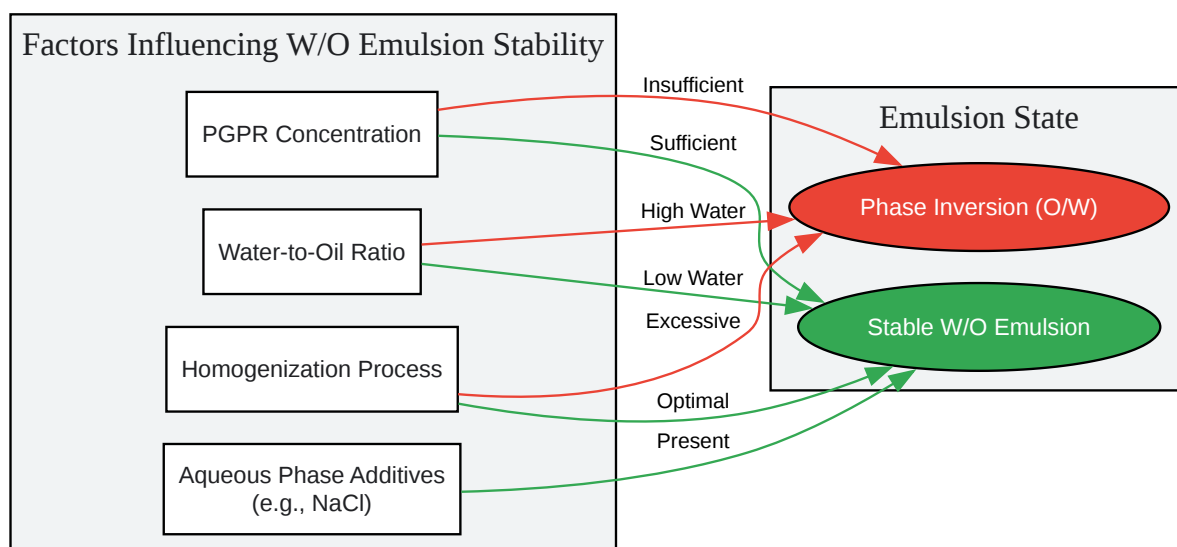 Factors Influencing W/O Emulsion Stability
PGPR Concentration
Water-to-Oil Ratio
Homogenization Process
Aqueous Phase Additives
(e.g., NaCl)
Insufficient
Sufficient
High Water
Low Water
Excessive
Optimal
Present
Emulsion State
Phase Inversion (O/W)
Stable W/O Emulsion